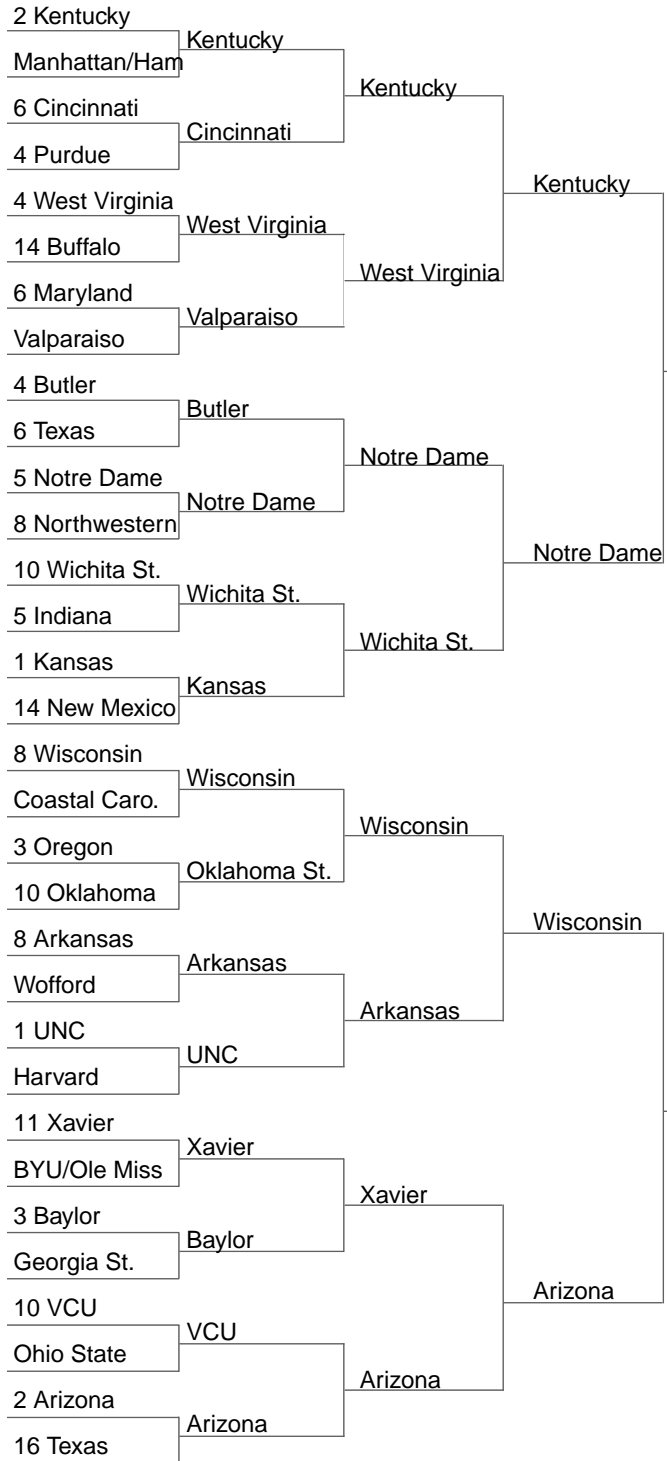 2 Kentucky
Manhattan/Ham
6 Cincinnati
4 Purdue
4 West Virginia
14 Buffalo
6 Maryland
Valparaiso
4 Butler
6 Texas
5 Notre Dame
8 Northwestern
10 Wichita St.
5 Indiana
1 Kansas
14 New Mexico
8 Wisconsin
Coastal Caro.
3 Oregon
10 Oklahoma
8 Arkansas
Wofford
1 UNC
Harvard
11 Xavier
BYU/Ole Miss
3 Baylor
Georgia St.
10 VCU
Ohio State
2 Arizona
16 Texas
Kentucky
Cincinnati
West Virginia
Valparaiso
Butler
Notre Dame
Wichita St.
Kansas
Wisconsin
Oklahoma St.
Arkansas
UNC
Xavier
Baylor
VCU
Arizona
Kentucky
West Virginia
Notre Dame
Wichita St.
Wisconsin
Arkansas
Xavier
Arizona
Kentucky
Notre Dame
Wisconsin
Arizona